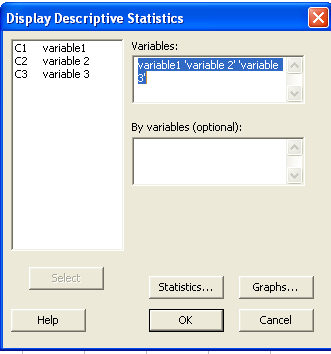 Display Descriptive Statistics
C1 variable1
C2 variable 2
C3 variable 3
Variables:
variable1 'variable 2' 'variable
3'
By variables (optional):
Select
Statistics...
Graphs...
Help
OK
Cancel